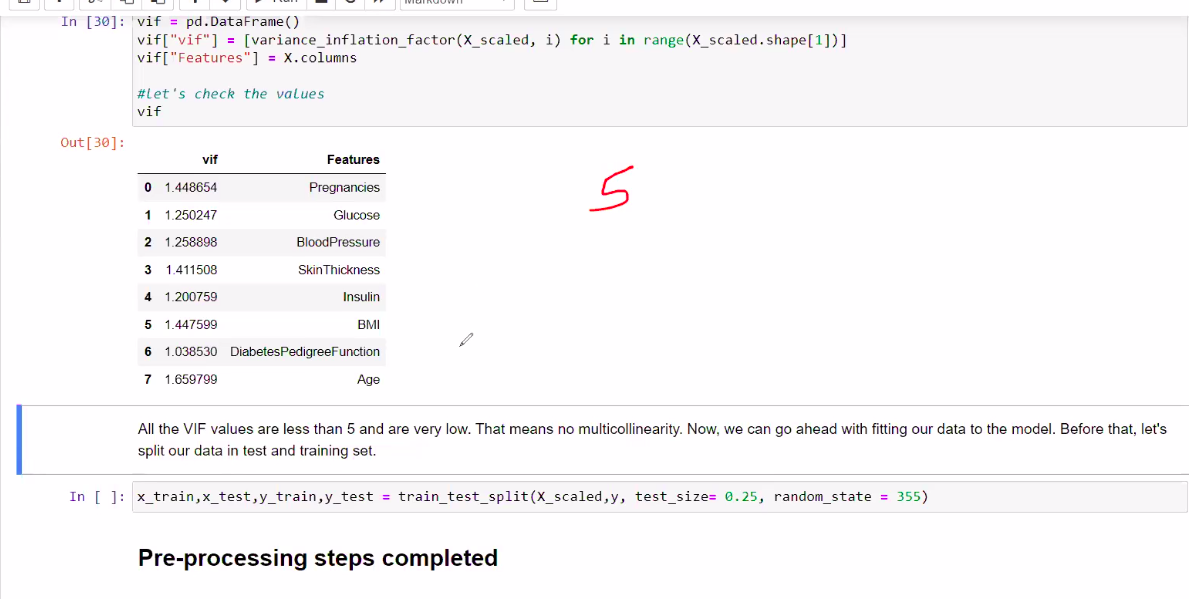 Run
Markdown
In [30]: vif = pd.DataFrame()
vif["vif"] = [variance_inflation_factor(X_scaled, i) for i in range(X_scaled.shape[1])]
vif["Features"] = X.columns
#let's check the values
vif
Out[30]:
vif Features
0 1.448654 Pregnancies
1 1.250247 Glucose
2 1.258898 BloodPressure
3 1.411508 SkinThickness
4 1.200759 Insulin
5 1.447599 BMI
6 1.038530 DiabetesPedigreeFunction
7 1.659799 Age
5
All the VIF values are less than 5 and are very low. That means no multicollinearity. Now, we can go ahead with fitting our data to the model. Before that, let's
split our data in test and training set.
In [ ]: x_train,x_test,y_train,y_test = train_test_split(X_scaled,y, test_size= 0.25, random_state = 355)
Pre-processing steps completed